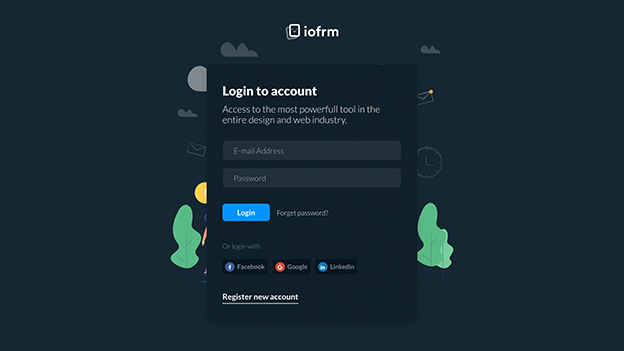 iofrm
Login to account
Access to the most powerfull tool in the
entire design and web industry.
E-mail Address
Password
Login Forget password?
Or login with
Facebook Google Linkedin
Register new account